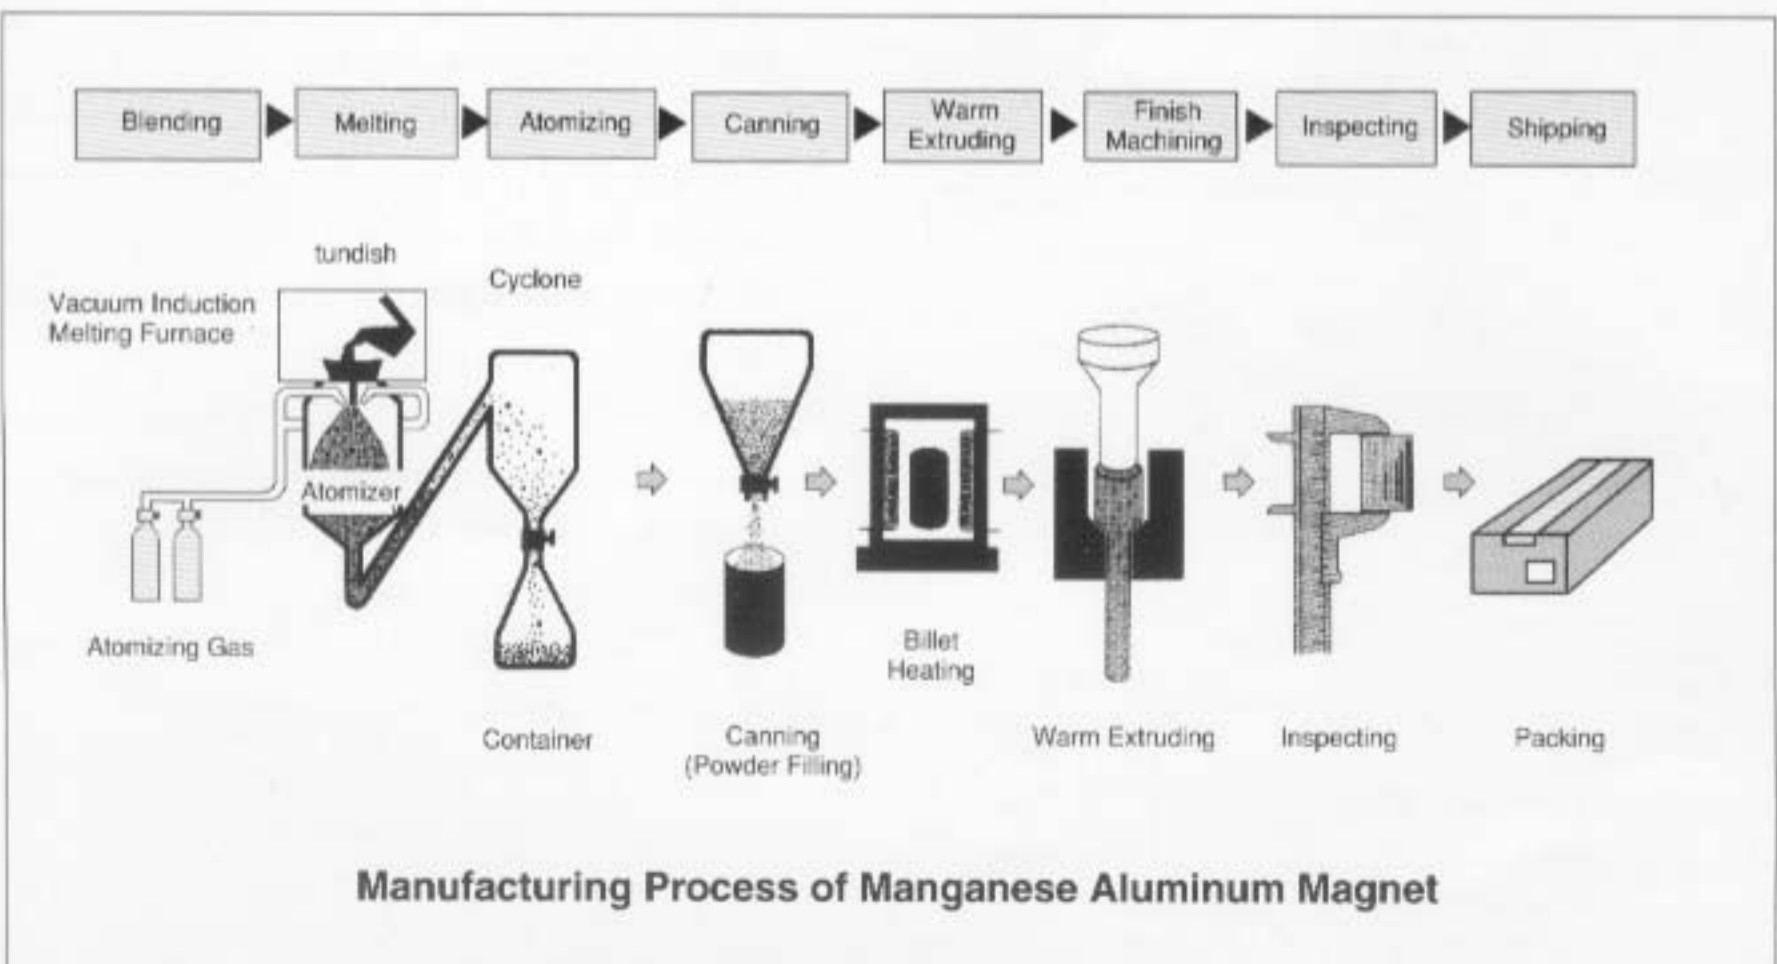 Blending
Melting
Atomizing
Canning
Warm
Extruding
Finish
Machining
Inspecting
Shipping
tundish
Vacuum Induction
Melting Furnace
Cyclone
Atomizer
Atomizing Gas
Container
Canning
(Powder Filling)
Billet
Heating
Warm Extruding
Inspecting
Packing
Manufacturing Process of Manganese Aluminum Magnet